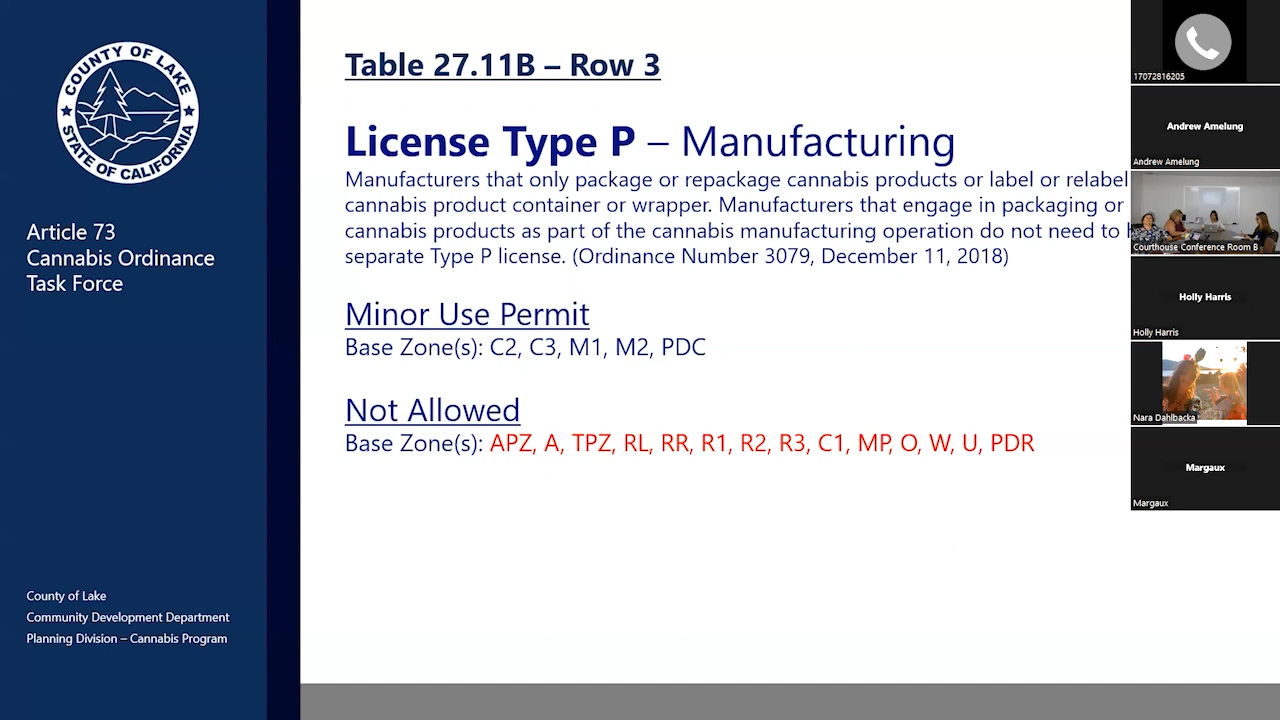 COUNTY OF LAKE
STATE OF CALIFORNIA
Article 73
Cannabis Ordinance
Task Force
County of Lake
Community Development Department
Planning Division – Cannabis Program
Table 27.11B – Row 3
License Type P – Manufacturing
Manufacturers that only package or repackage cannabis products or label or relabel
cannabis product container or wrapper. Manufacturers that engage in packaging or
cannabis products as part of the cannabis manufacturing operation do not need to
separate Type P license. (Ordinance Number 3079, December 11, 2018)
Minor Use Permit
Base Zone(s): C2, C3, M1, M2, PDC
Not Allowed
Base Zone(s): APZ, A, TPZ, RL, RR, R1, R2, R3, C1, MP, O, W, U, PDR
17072816205
Andrew Amelung
Andrew Amelung
Courthouse Conference Room B
Holly Harris
Holly Harris
Nara Dahlbacka
Margaux
Margaux